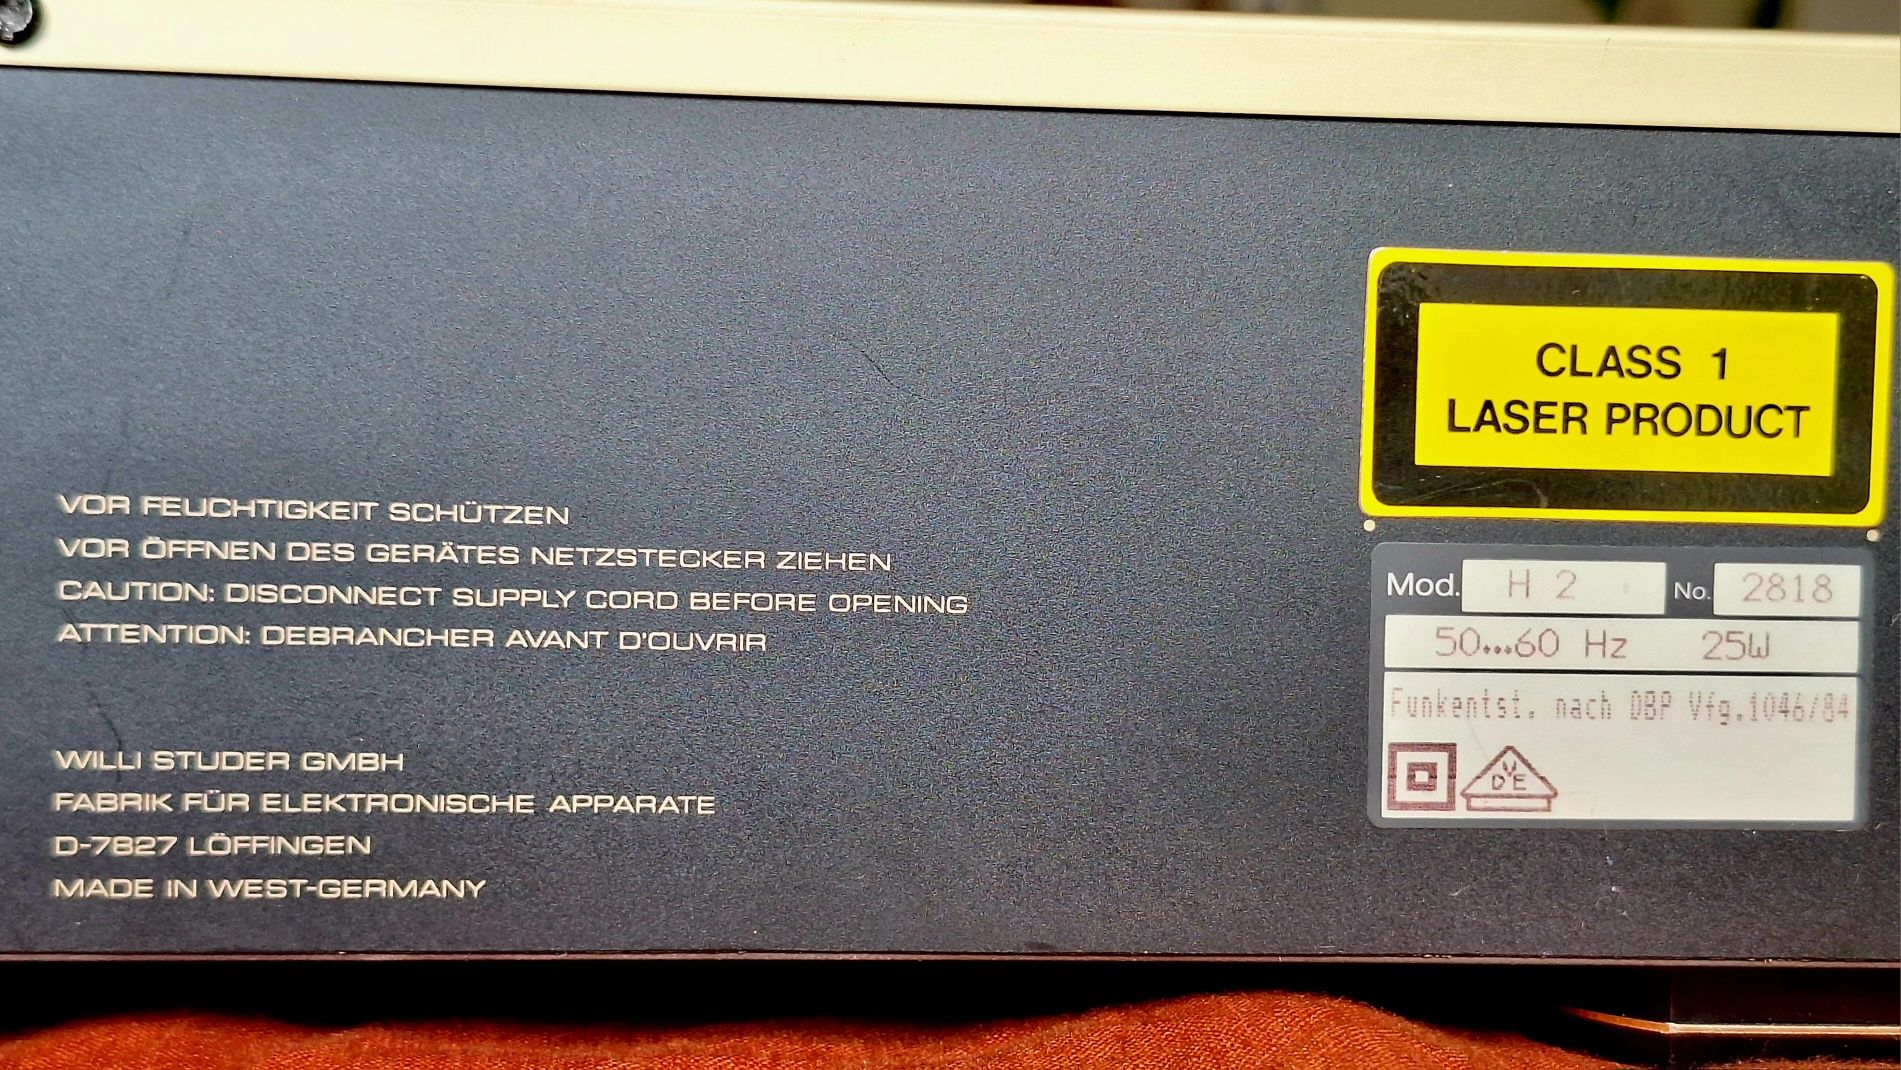 VOR FEUCHTIGKEIT SCHÜTZEN
VOR ÖFFNEN DES GERÄTES NETZSTECKER ZIEHEN
CAUTION: DISCONNECT SUPPLY CORD BEFORE OPENING
ATTENTION: DEBRANCHER AVANT D'OUVRIR
WILLI STUDER GMBH
FABRIK FÜR ELEKTRONISCHE APPARATE
D-7827 LÖFFINGEN
MADE IN WEST-GERMANY
CLASS 1
LASER PRODUCT
Mod. H 2 No. 2818
50...60 Hz 25W
Funkentst. nach DBP Vfg.1046/84
VDE